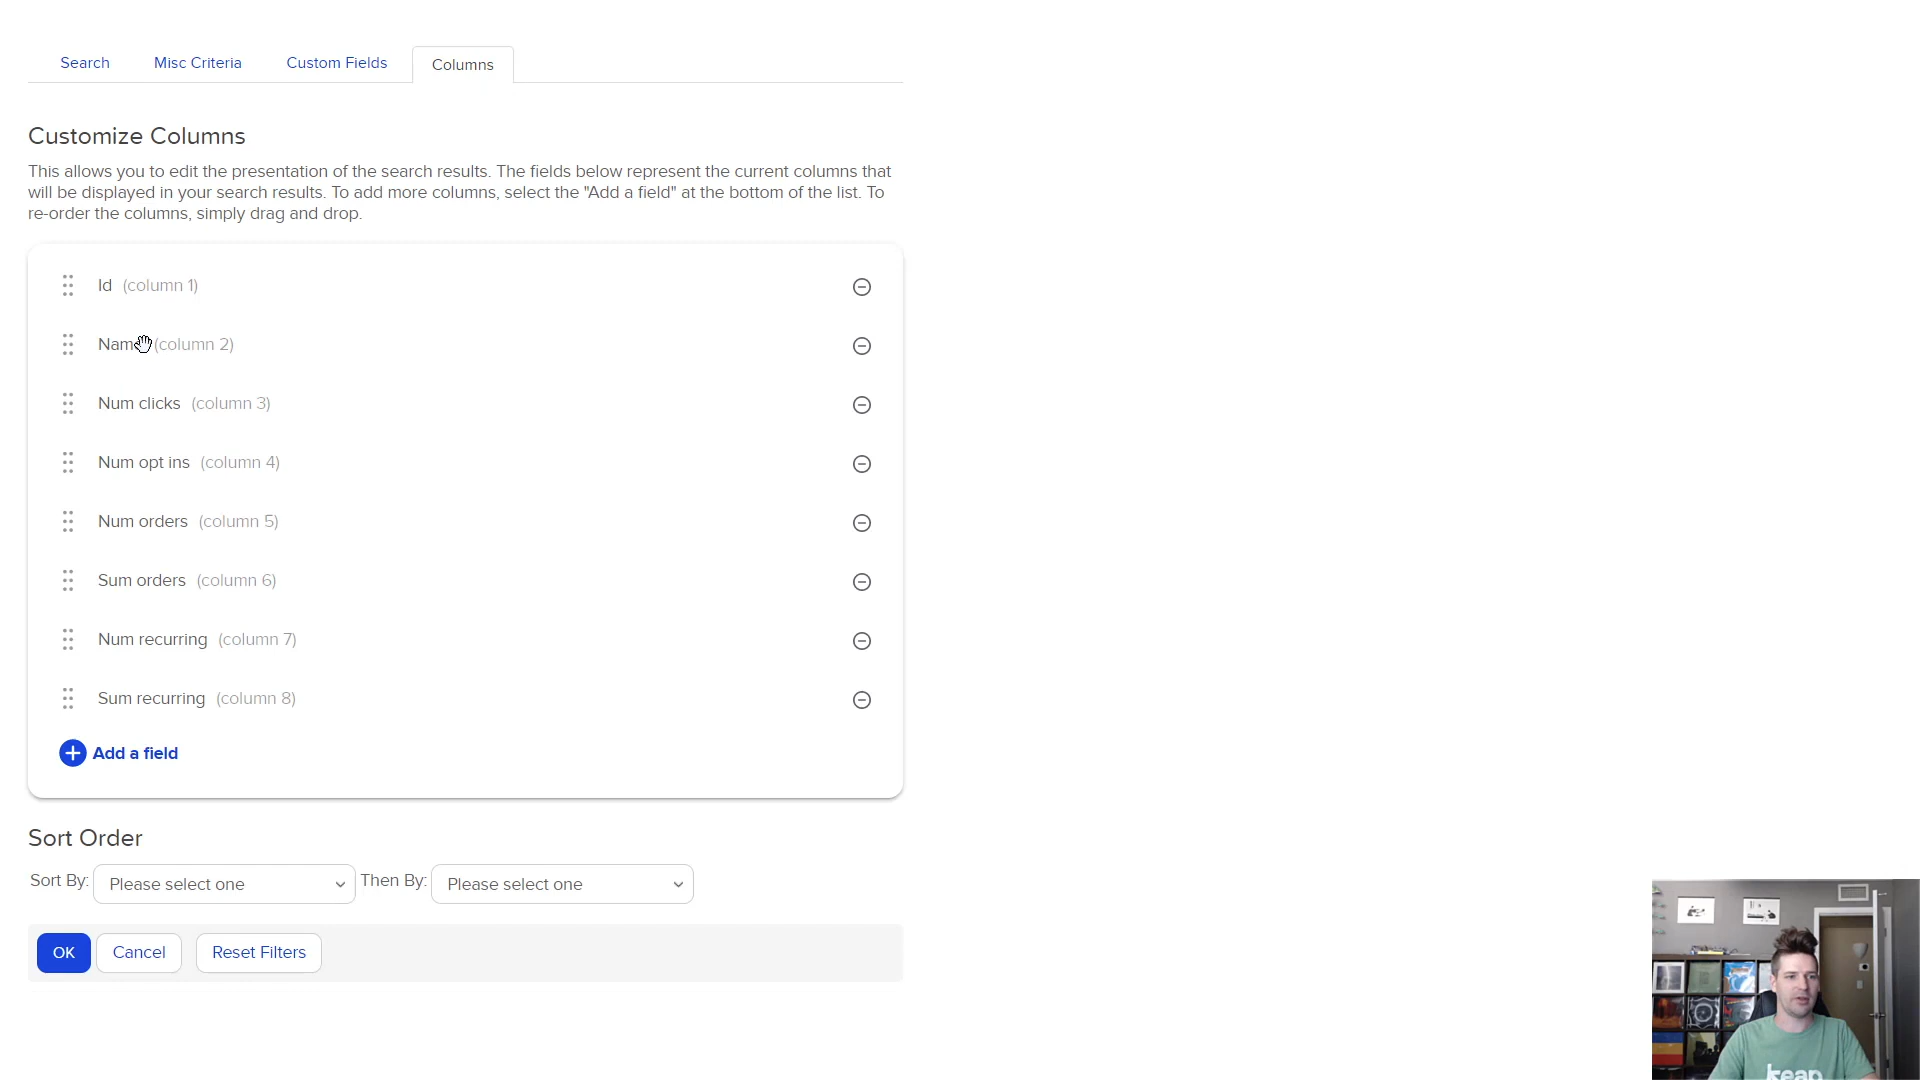 Search Misc Criteria Custom Fields Columns
Customize Columns
This allows you to edit the presentation of the search results. The fields below represent the current columns that
will be displayed in your search results. To add more columns, select the "Add a field" at the bottom of the list. To
re-order the columns, simply drag and drop.
Id (column 1)
Name (column 2)
Num clicks (column 3)
Num opt ins (column 4)
Num orders (column 5)
Sum orders (column 6)
Num recurring (column 7)
Sum recurring (column 8)
Add a field
Sort Order
Sort By: Please select one Then By: Please select one
OK Cancel Reset Filters
keap